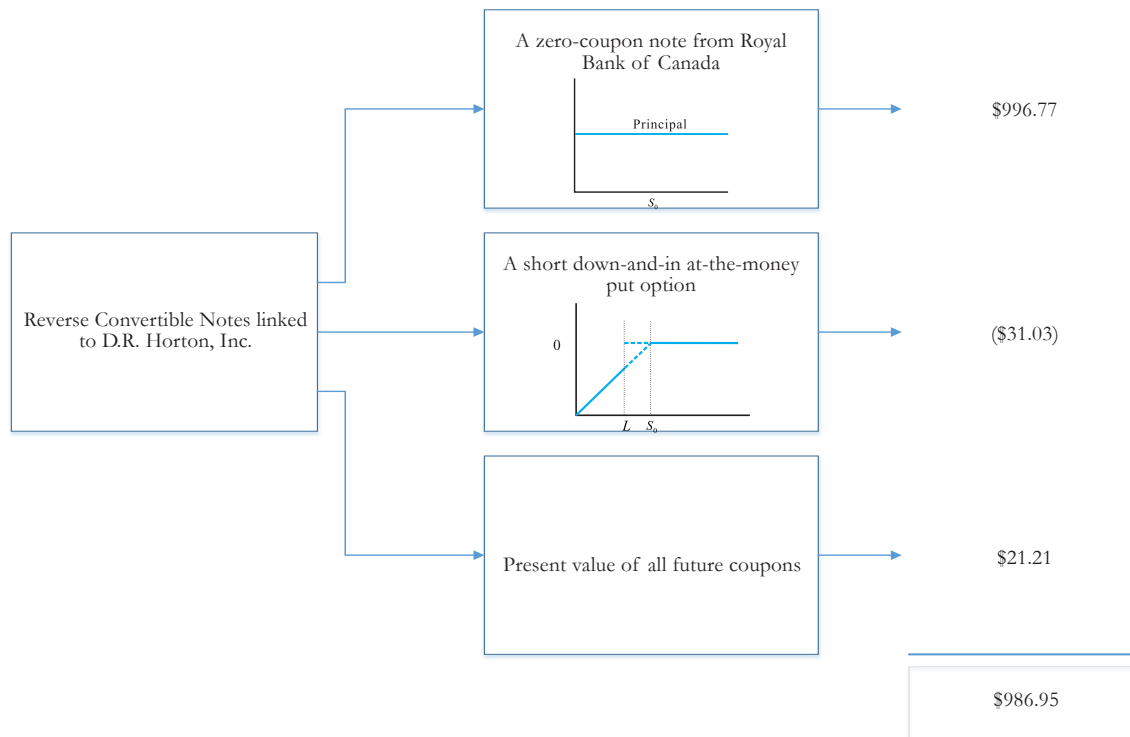 A zero-coupon note from Royal
Bank of Canada
Principal
S₀
$996.77
Reverse Convertible Notes linked
to D.R. Horton, Inc.
A short down-and-in at-the-money
put option
0
L S₀
($31.03)
Present value of all future coupons
$21.21
$986.95